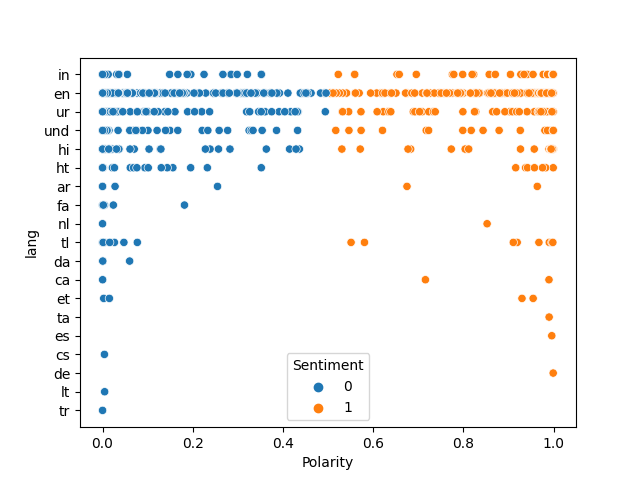 lang
in
en
ur
und
hi
ht
ar
fa
nl
tl
da
ca
et
ta
es
cs
de
lt
tr
Sentiment
0
1
0.0 0.2 0.4 0.6 0.8 1.0
Polarity